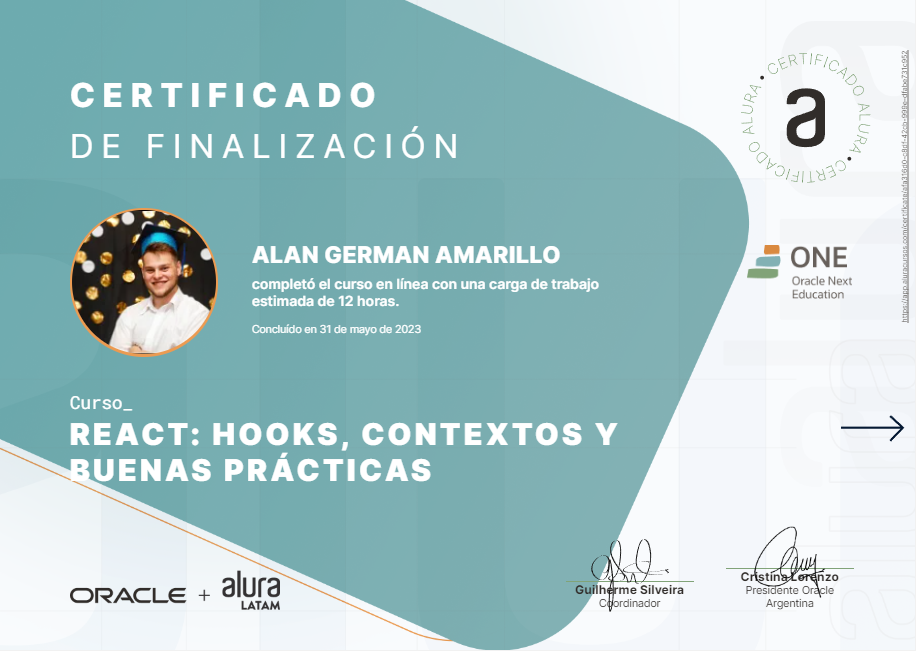 CERTIFICADO
DE FINALIZACIÓN
CERTIFICADO ALURA • CERTIFICADO ALURA •
a
ALAN GERMAN AMARILLO
completó el curso en línea con una carga de trabajo
estimada de 12 horas.
Concluído en 31 de mayo de 2023
ONE
Oracle Next
Education
Curso_
REACT: HOOKS, CONTEXTOS Y
BUENAS PRÁCTICAS
ORACLE + alura
LATAM
Guilherme Silveira
Coordinador
Cristina Lorenzo
Presidente Oracle
Argentina